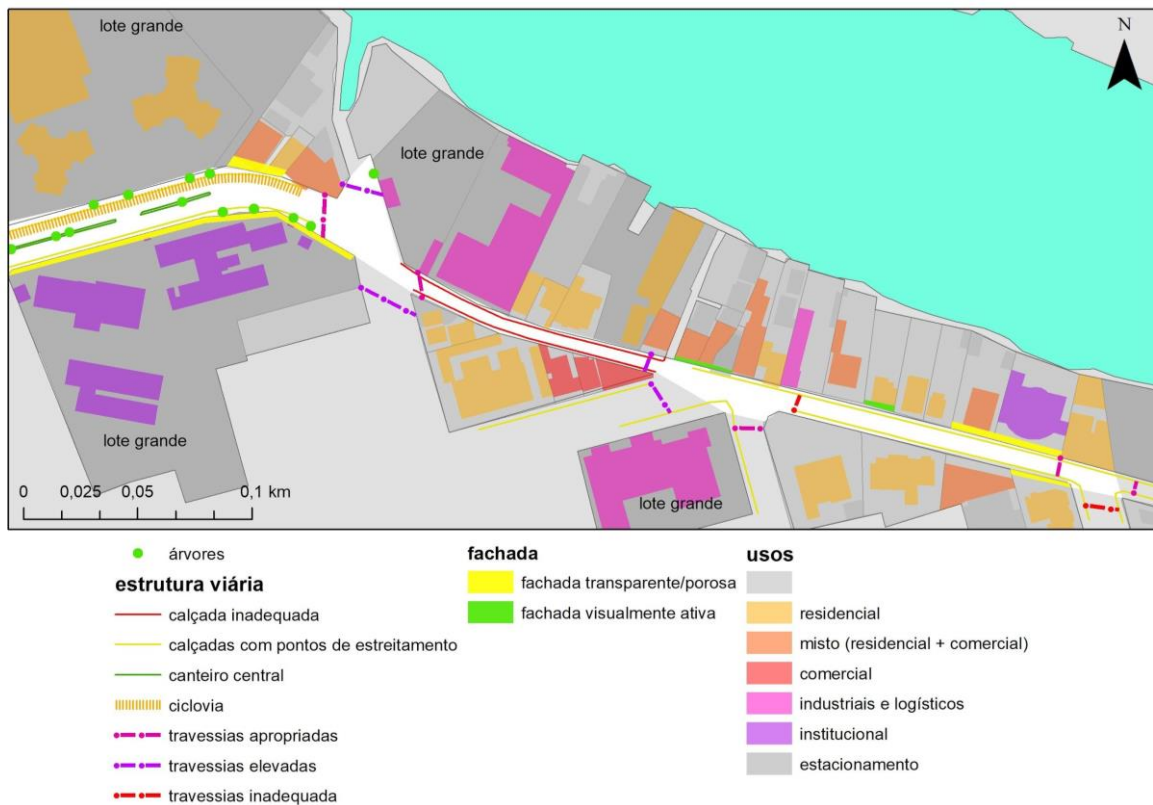 lote grande
N
lote grande
lote grande
lote grande
0 0,025 0,05 0,1 km
árvores
estrutura viária
calçada inadequada
calçadas com pontos de estreitamento
canteiro central
ciclovia
travessias apropriadas
travessias elevadas
travessias inadequada
fachada
fachada transparente/porosa
fachada visualmente ativa
usos
residencial
misto (residencial + comercial)
comercial
industriais e logísticos
institucional
estacionamento